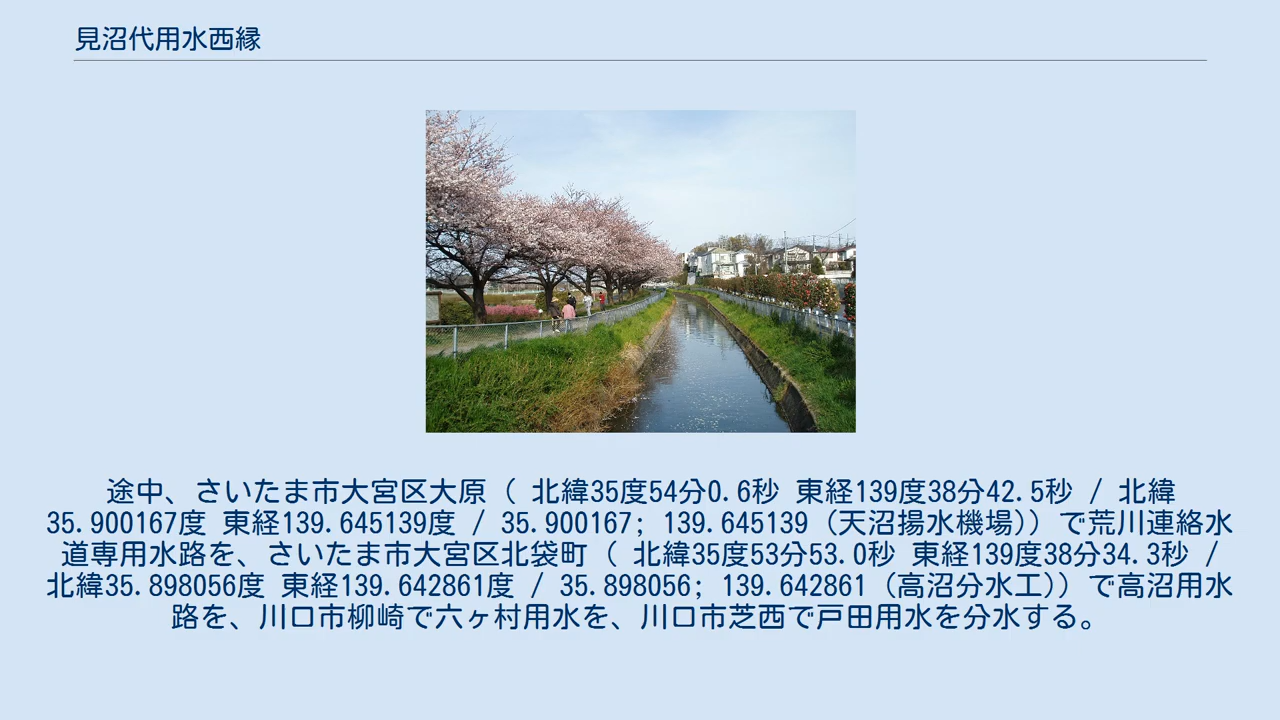 見沼代用水西縁
途中、さいたま市大宮区大原（ 北緯35度54分0.6秒 東経139度38分42.5秒 / 北緯
35.900167度 東経139.645139度 / 35.900167; 139.645139（天沼揚水機場））で荒川連絡水
道専用水路を、さいたま市大宮区北袋町（ 北緯35度53分53.0秒 東経139度38分34.3秒 /
北緯35.898056度 東経139.642861度 / 35.898056; 139.642861（高沼分水工））で高沼用水
路を、川口市柳崎で六ヶ村用水を、川口市芝西で戸田用水を分水する。